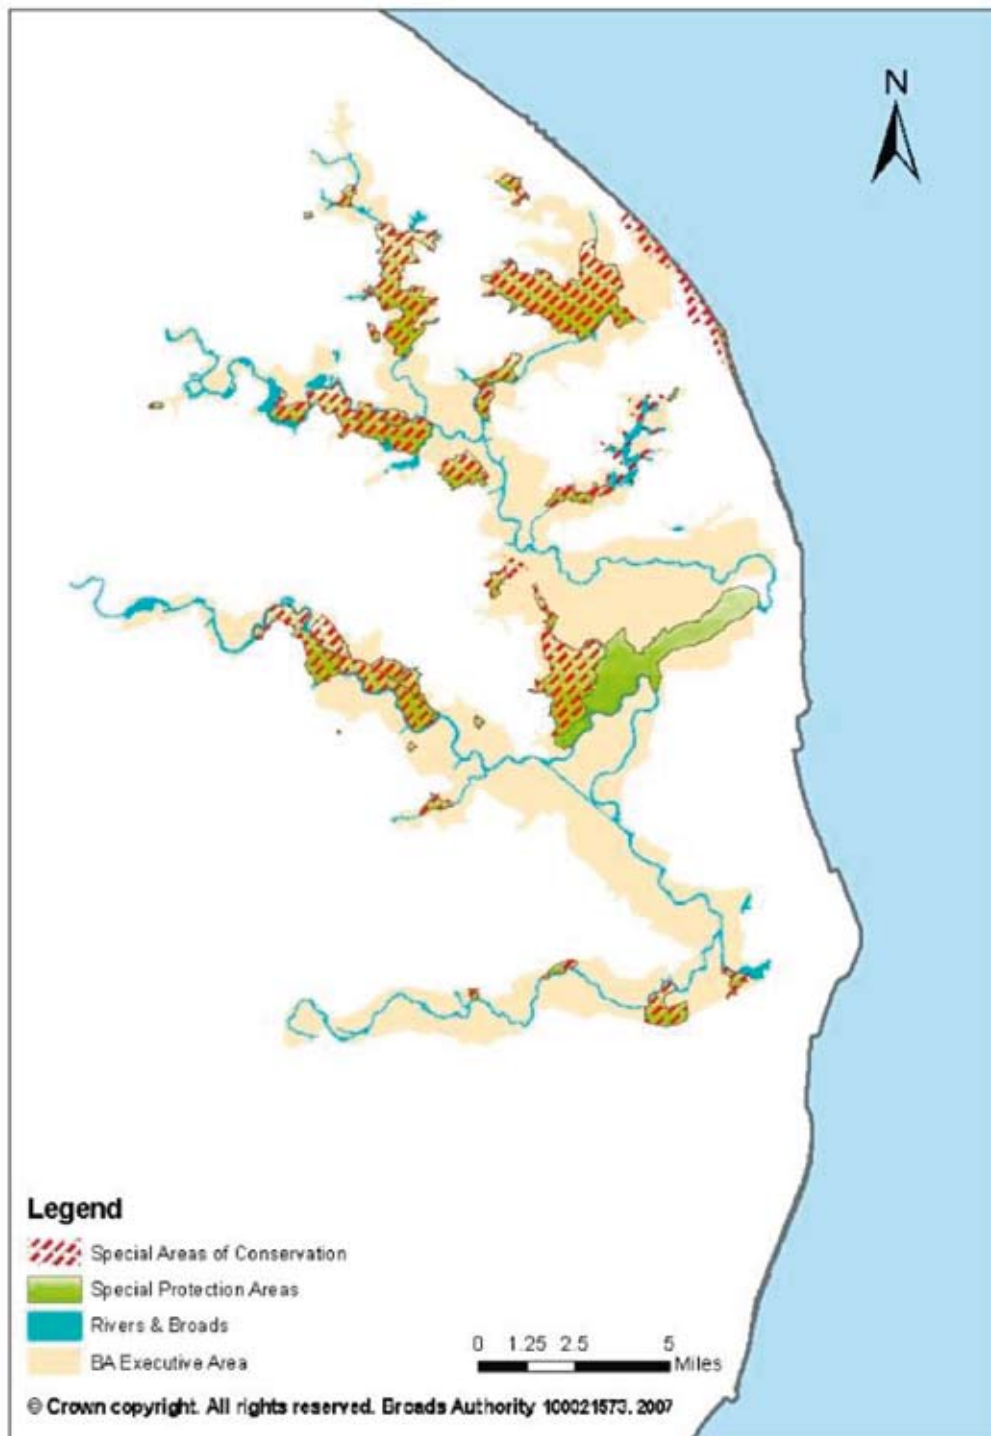 N
Legend
Special Areas of Conservation
Special Protection Areas
Rivers & Broads
BA Executive Area
0 1.25 2.5 5
Miles
© Crown copyright. All rights reserved. Broads Authority 100021573. 2007